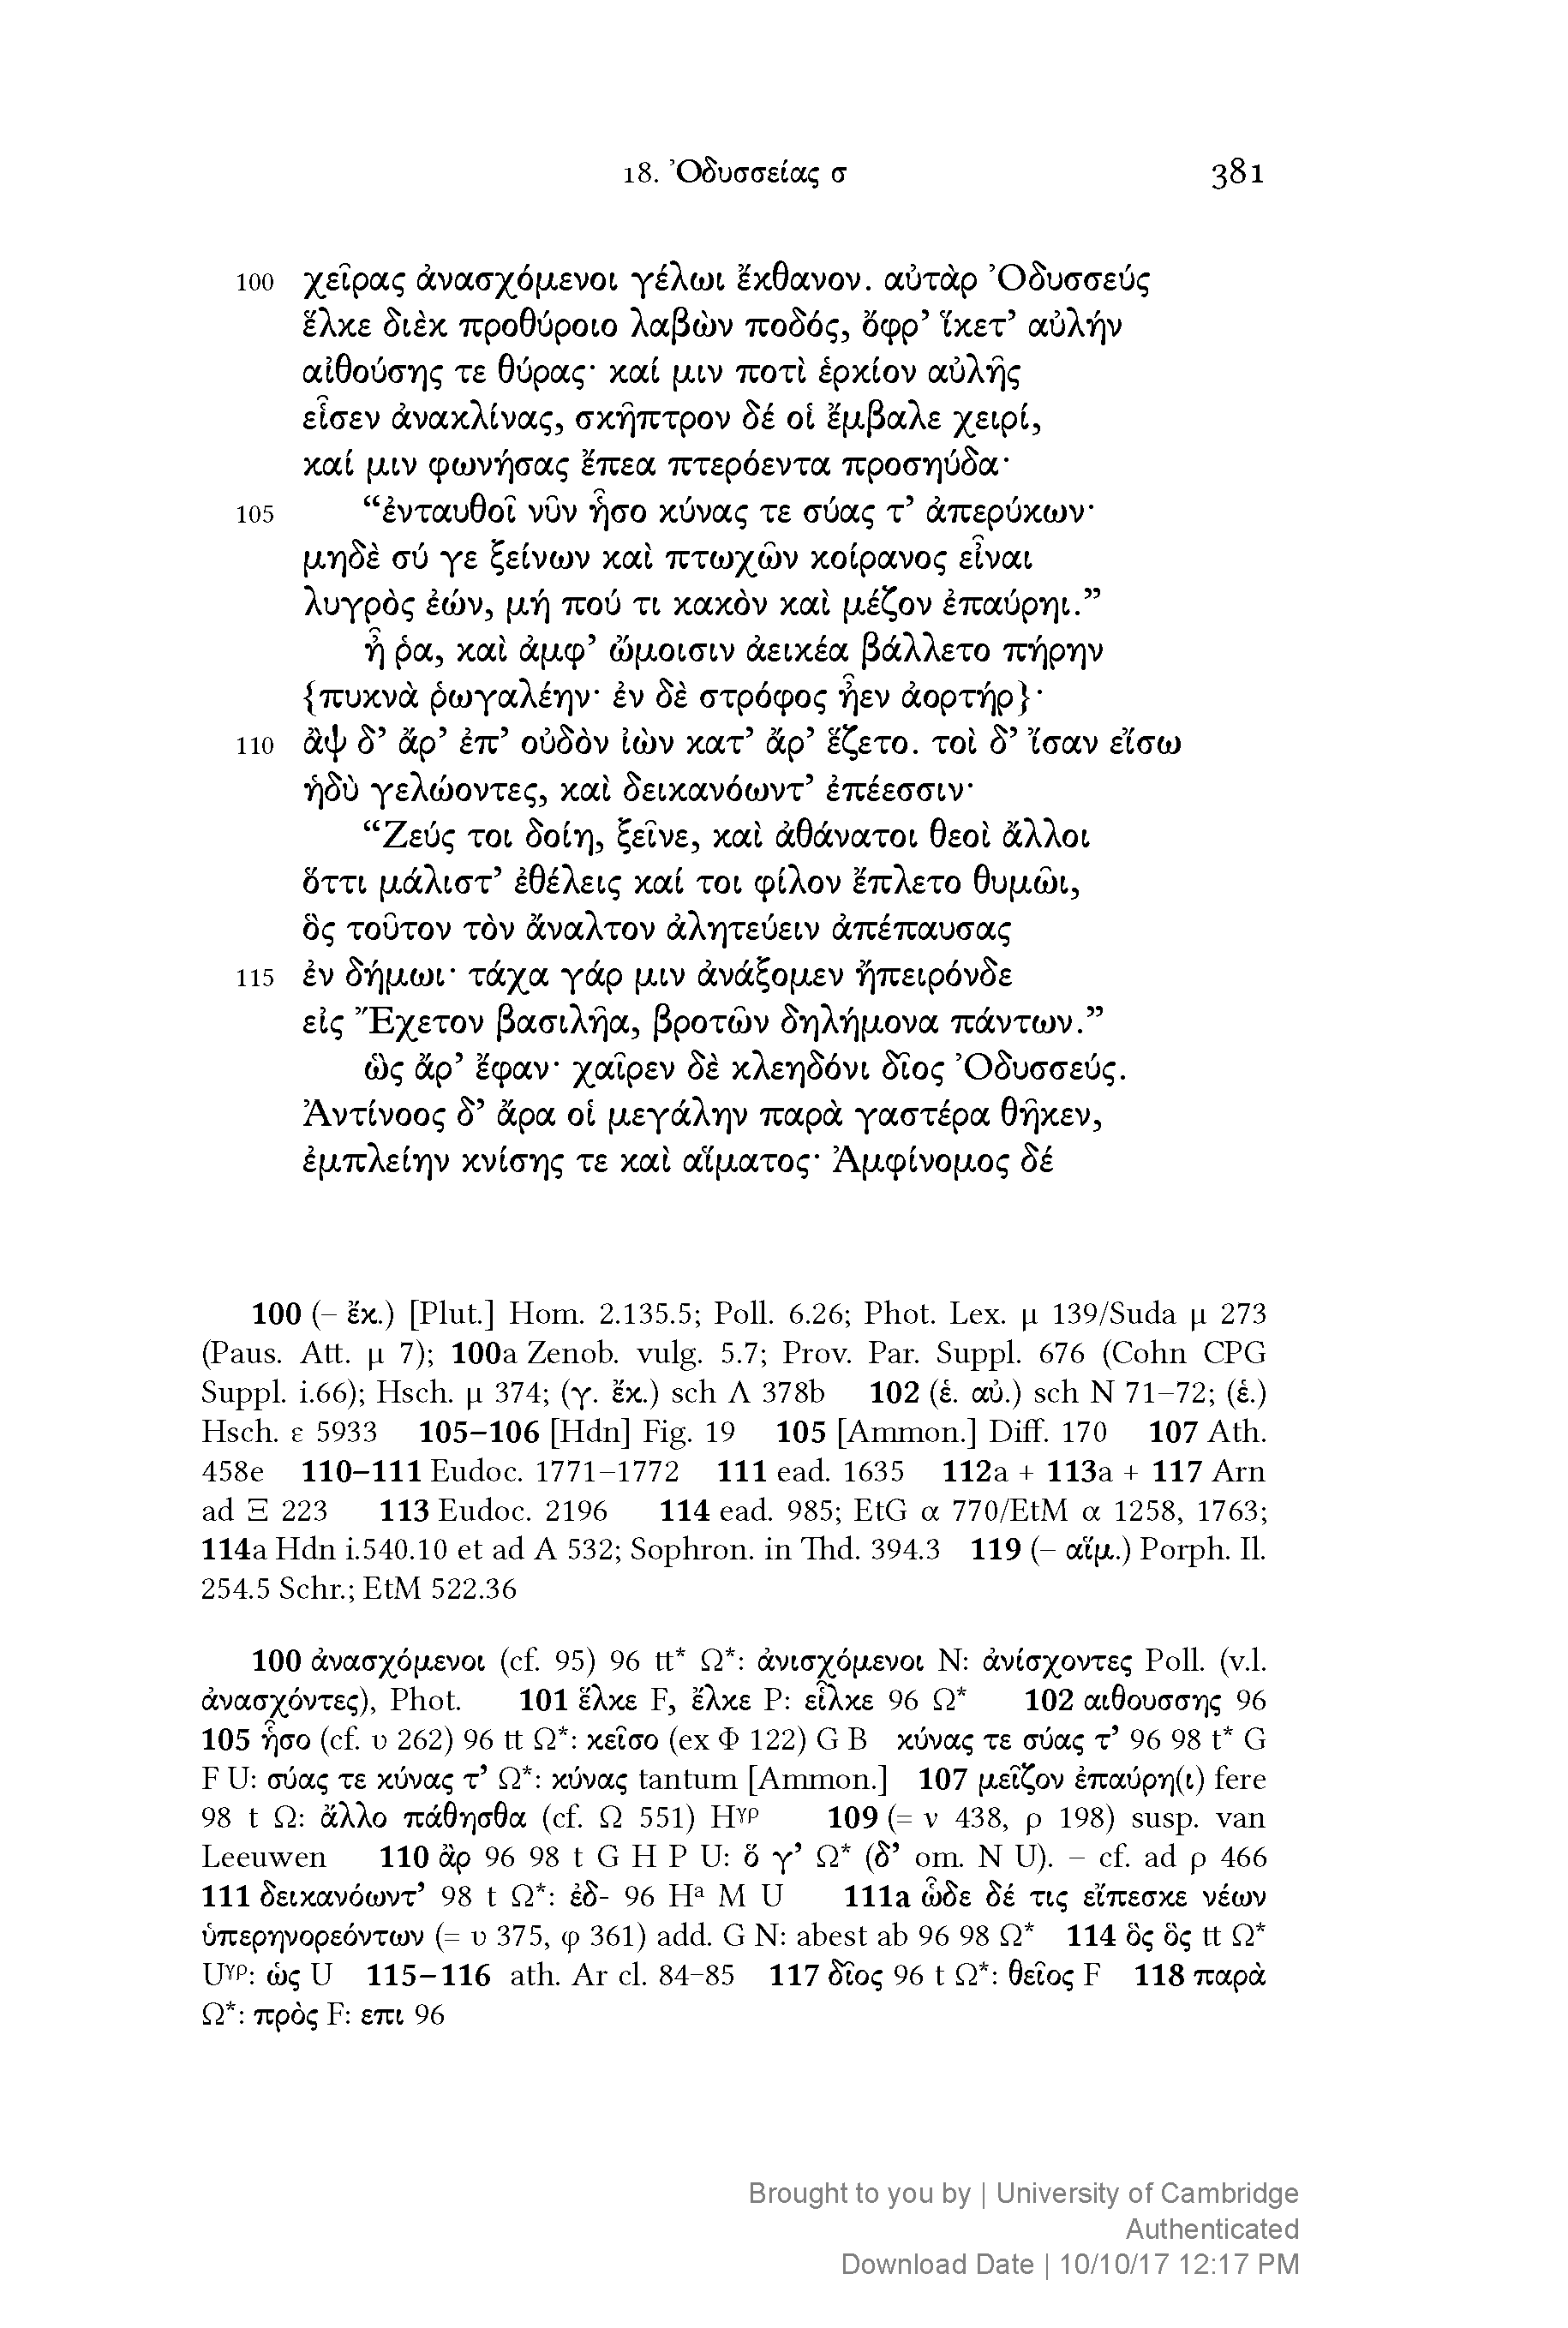 18. Ὀδυσσείας σ 381
100 χεῖρας ἀνασχόμενοι γέλωι ἔκθανον. αὐτὰρ Ὀδυσσεύς
ἕλκε διὲκ προθύροιο λαβὼν ποδός, ὄφρ’ ἵκετ’ αὐλήν
αἰθούσης τε θύρας· καί μιν ποτὶ ἑρκίον αὐλῆς
εἷσεν ἀνακλίνας, σκῆπτρον δέ οἱ ἔμβαλε χειρί,
καί μιν φωνήσας ἔπεα πτερόεντα προσηύδα·
105 “ἐνταυθοῖ νῦν ἧσο κύνας τε σύας τ’ ἀπερύκων·
μηδὲ σύ γε ξείνων καὶ πτωχῶν κοίρανος εἶναι
λυγρὸς ἐών, μή πού τι κακὸν καὶ μέζον ἐπαύρηι.”
ἦ ῥα, καὶ ἀμφ’ ὤμοισιν ἀεικέα βάλλετο πήρην
{πυκνὰ ῥωγαλέην· ἐν δὲ στρόφος ἦεν ἀορτήρ}·
110 ἂψ δ’ ἄρ’ ἐπ’ οὐδὸν ἰὼν κατ’ ἄρ’ ἕζετο. τοὶ δ’ ἴσαν εἴσω
ἡδὺ γελώοντες, καὶ δεικανόωντ’ ἐπέεσσιν·
“Ζεύς τοι δοίη, ξεῖνε, καὶ ἀθάνατοι θεοὶ ἄλλοι
ὅττι μάλιστ’ ἐθέλεις καί τοι φίλον ἔπλετο θυμῶι,
ὃς τοῦτον τὸν ἄναλτον ἀλητεύειν ἀπέπαυσας
115 ἐν δήμωι· τάχα γάρ μιν ἀνάξομεν ἤπειρόνδε
εἰς Ἔχετον βασιλῆα, βροτῶν δηλήμονα πάντων.”
ὣς ἄρ’ ἔφαν· χαῖρεν δὲ κλεηδόνι δῖος Ὀδυσσεύς.
Ἀντίνοος δ’ ἄρα οἱ μεγάλην παρὰ γαστέρα θῆκεν,
ἐμπλείην κνίσης τε καὶ αἵματος· Ἀμφίνομος δέ
100 (– ἔκ.) [Plut.] Hom. 2.135.5; Poll. 6.26; Phot. Lex. μ 139/Suda μ 273
(Paus. Att. μ 7); 100a Zenob. vulg. 5.7; Prov. Par. Suppl. 676 (Cohn CPG
Suppl. i.66); Hsch. μ 374; (γ. ἔκ.) sch Λ 378b 102 (ἑ. αὐ.) sch N 71–72; (ἑ.)
Hsch. ε 5933 105–106 [Hdn] Fig. 19 105 [Ammon.] Diff. 170 107 Ath.
458e 110–111 Eudoc. 1771–1772 111 ead. 1635 112a + 113a + 117 Arn
ad Ξ 223 113 Eudoc. 2196 114 ead. 985; EtG α 770/EtM α 1258, 1763;
114a Hdn i.540.10 et ad A 532; Sophron. in Thd. 394.3 119 (– αἵμ.) Porph. Il.
254.5 Schr.; EtM 522.36
100 ἀνασχόμενοι (cf. 95) 96 tt* Ω*: ἀνισχόμενοι N: ἀνίσχοντες Poll. (v.l.
ἀνασχόντες), Phot. 101 ἕλκε F, ἔλκε P: εἷλκε 96 Ω* 102 αιθουσσης 96
105 ἧσο (cf. υ 262) 96 tt Ω*: κεῖσο (ex Φ 122) G B κύνας τε σύας τ’ 96 98 t* G
F U: σύας τε κύνας τ’ Ω*: κύνας tantum [Ammon.] 107 μεῖζον ἐπαύρη(ι) fere
98 t Ω: ἄλλο πάθησθα (cf. Ω 551) Hγρ 109 (= ν 438, ρ 198) susp. van
Leeuwen 110 ἂρ 96 98 t G H P U: ὅ γ’ Ω* (δ’ om. N U). – cf. ad ρ 466
111 δεικανόωντ’ 98 t Ω*: ἐδ- 96 Hᵃ M U 111a ὧδε δέ τις εἴπεσκε νέων
ὑπερηνορεόντων (= υ 375, φ 361) add. G N: abest ab 96 98 Ω* 114 ὃς ὃς tt Ω*
Uγρ: ὡς U 115–116 ath. Ar cl. 84–85 117 δῖος 96 t Ω*: θεῖος F 118 παρὰ
Ω*: πρὸς F: επι 96
Brought to you by | University of Cambridge
Authenticated
Download Date | 10/10/17 12:17 PM